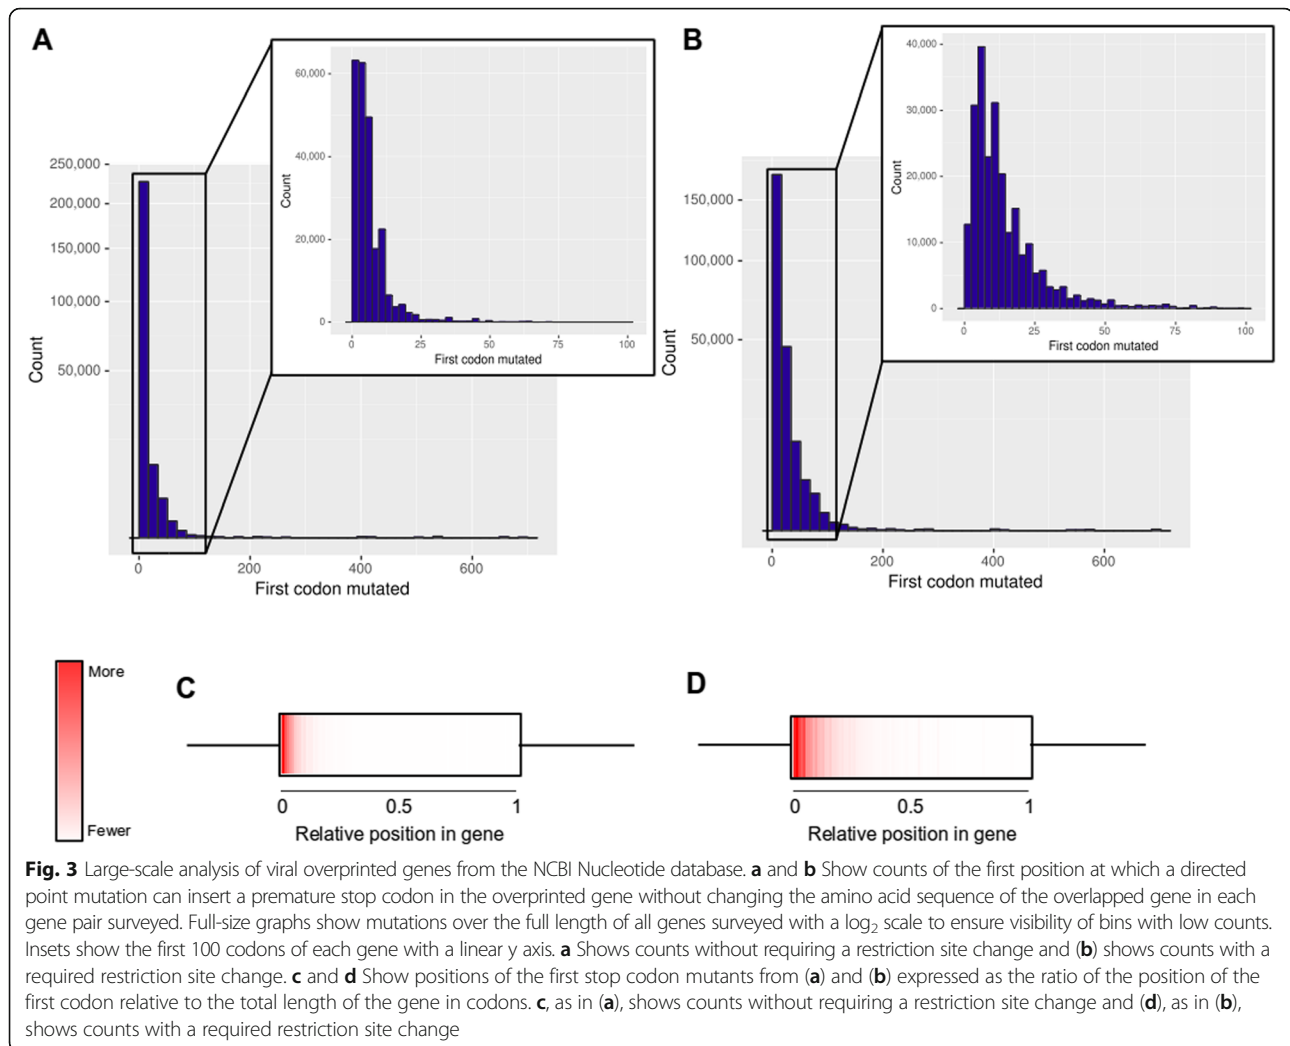 A
60,000
40,000
20,000
0
Count
0 25 50 75 100
First codon mutated
250,000
200,000
150,000
100,000
50,000
Count
0 200 400 600
First codon mutated
B
40,000
30,000
20,000
10,000
0
Count
0 25 50 75 100
First codon mutated
150,000
100,000
50,000
Count
0 200 400 600
First codon mutated
More
Fewer
C
0 0.5 1
Relative position in gene
D
0 0.5 1
Relative position in gene
Fig. 3 Large-scale analysis of viral overprinted genes from the NCBI Nucleotide database. a and b Show counts of the first position at which a directed
point mutation can insert a premature stop codon in the overprinted gene without changing the amino acid sequence of the overlapped gene in each
gene pair surveyed. Full-size graphs show mutations over the full length of all genes surveyed with a log2 scale to ensure visibility of bins with low counts.
Insets show the first 100 codons of each gene with a linear y axis. a Shows counts without requiring a restriction site change and (b) shows counts with a
required restriction site change. c and d Show positions of the first stop codon mutants from (a) and (b) expressed as the ratio of the position of the
first codon relative to the total length of the gene in codons. c, as in (a), shows counts without requiring a restriction site change and (d), as in (b),
shows counts with a required restriction site change